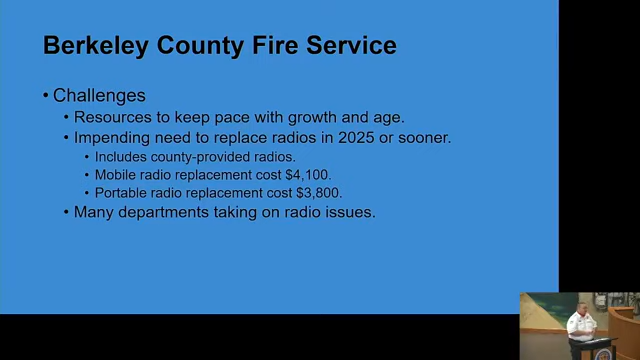 Berkeley County Fire Service
• Challenges
• Resources to keep pace with growth and age.
• Impending need to replace radios in 2025 or sooner.
• Includes county-provided radios.
• Mobile radio replacement cost $4,100.
• Portable radio replacement cost $3,800.
• Many departments taking on radio issues.